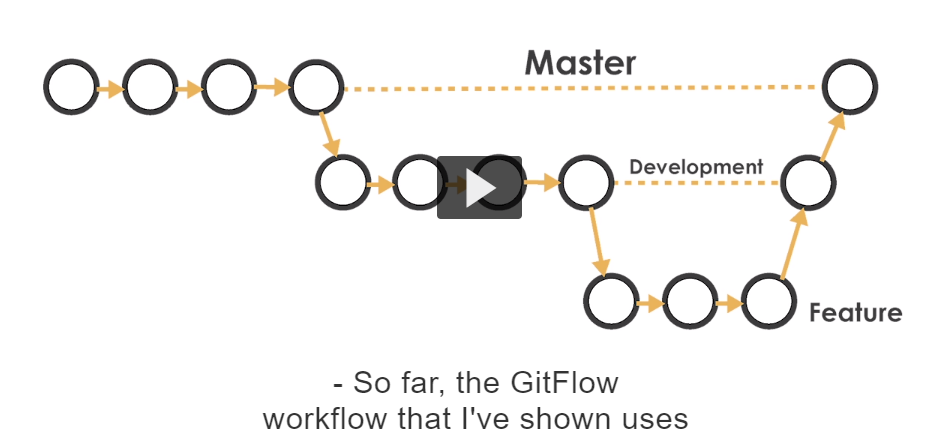 Master
Development
Feature
- So far, the GitFlow
workflow that I've shown uses